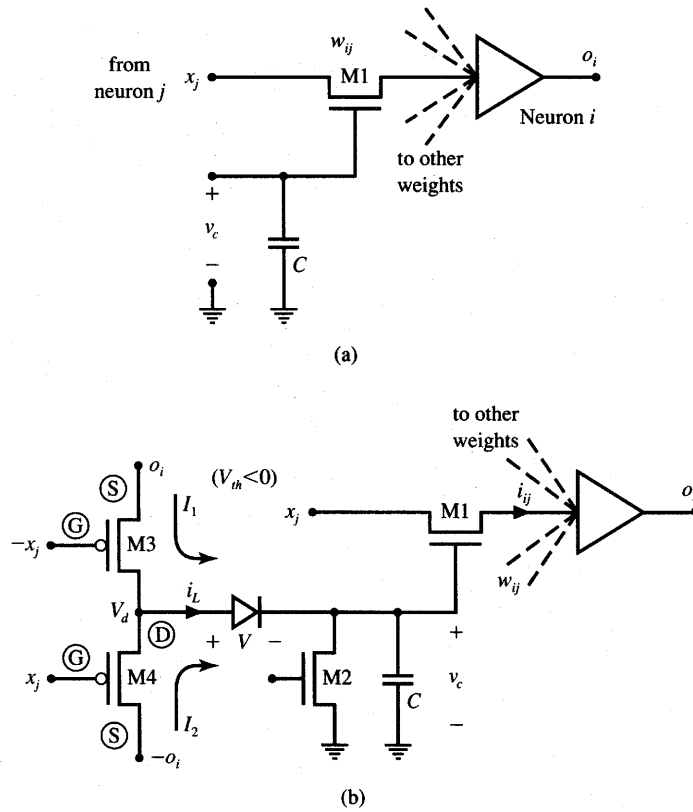 w_ij
from
neuron j
x_j
M1
o_i
Neuron i
to other
weights
+
v_c
−
C
(a)
to other
weights
o_i
(V_th<0)
S
I_1
G
−x_j
M3
x_j
M1
i_ij
V_d
i_L
D
+
V
−
w_ij
G
x_j
M4
M2
C
+
v_c
−
S
I_2
−o_i
(b)